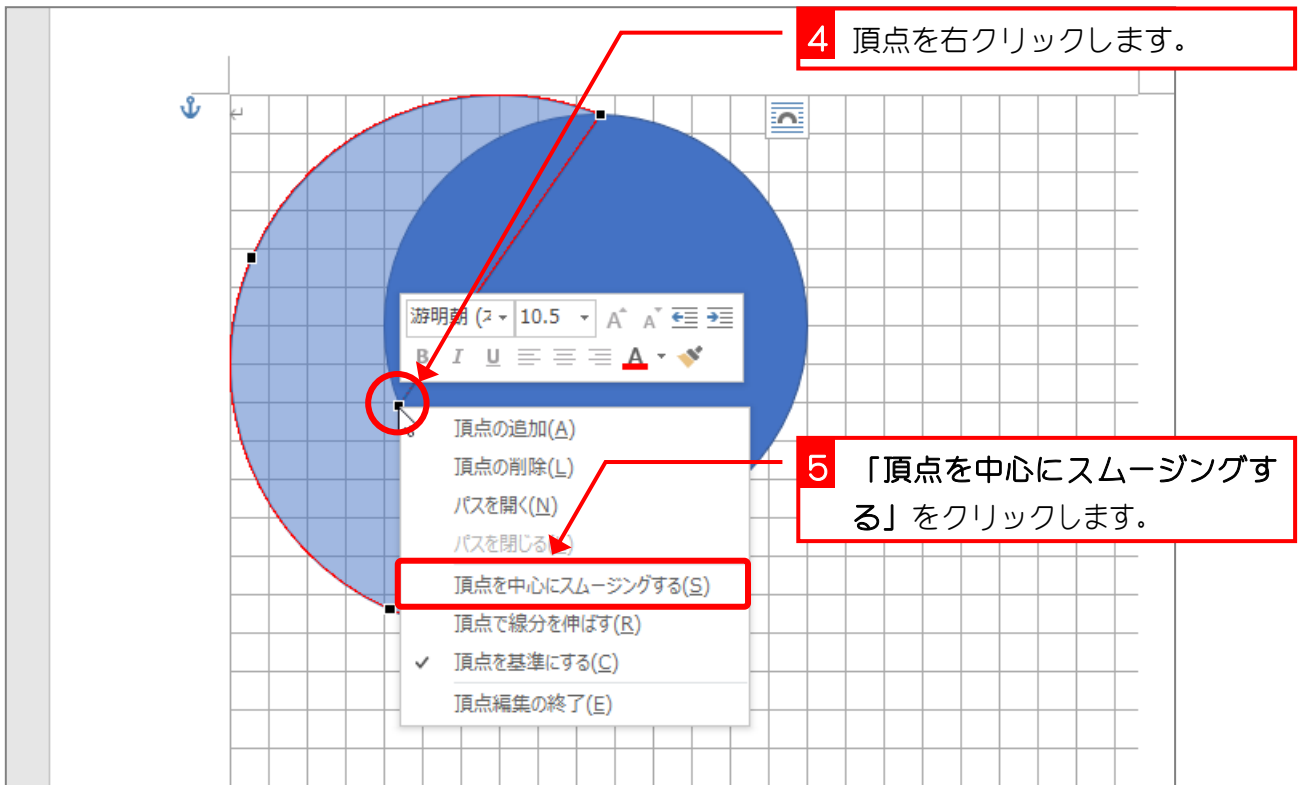 4 頂点を右クリックします。
游明朝 (ス 10.5
B I U A
頂点の追加(A)
頂点の削除(L)
パスを開く(N)
パスを閉じる
頂点を中心にスムージングする(S)
頂点で線分を伸ばす(R)
頂点を基準にする(C)
頂点編集の終了(E)
5 「頂点を中心にスムージングす
る」をクリックします。